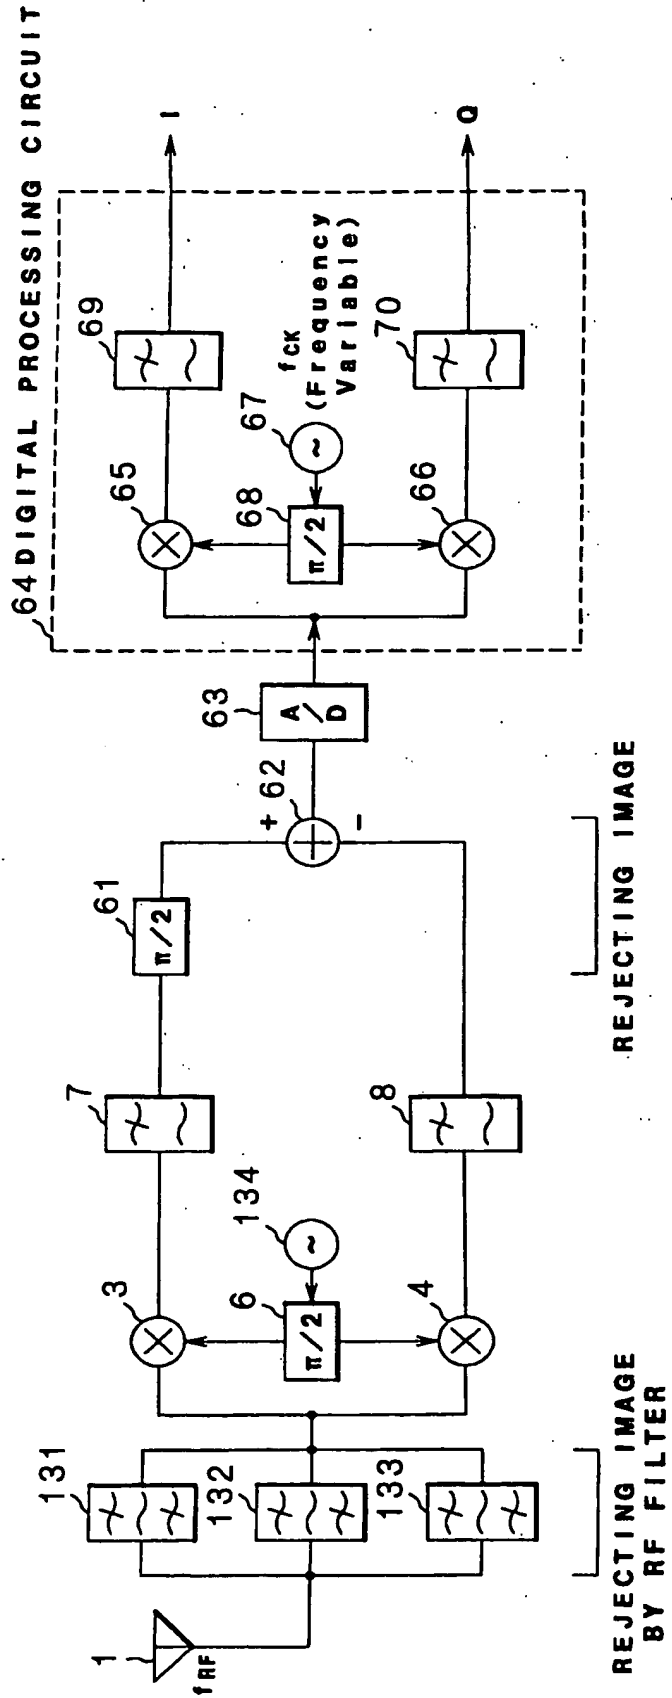 1
fRF
131
132
133
REJECTING IMAGE
BY RF FILTER
3
6
π/2
134
~
4
7
8
61
π/2
+
62
−
REJECTING IMAGE
63
A/D
64 DIGITAL PROCESSING CIRCUIT
65
68
π/2
67
~
fCK
(Frequency
Variable)
66
69
70
I
Q